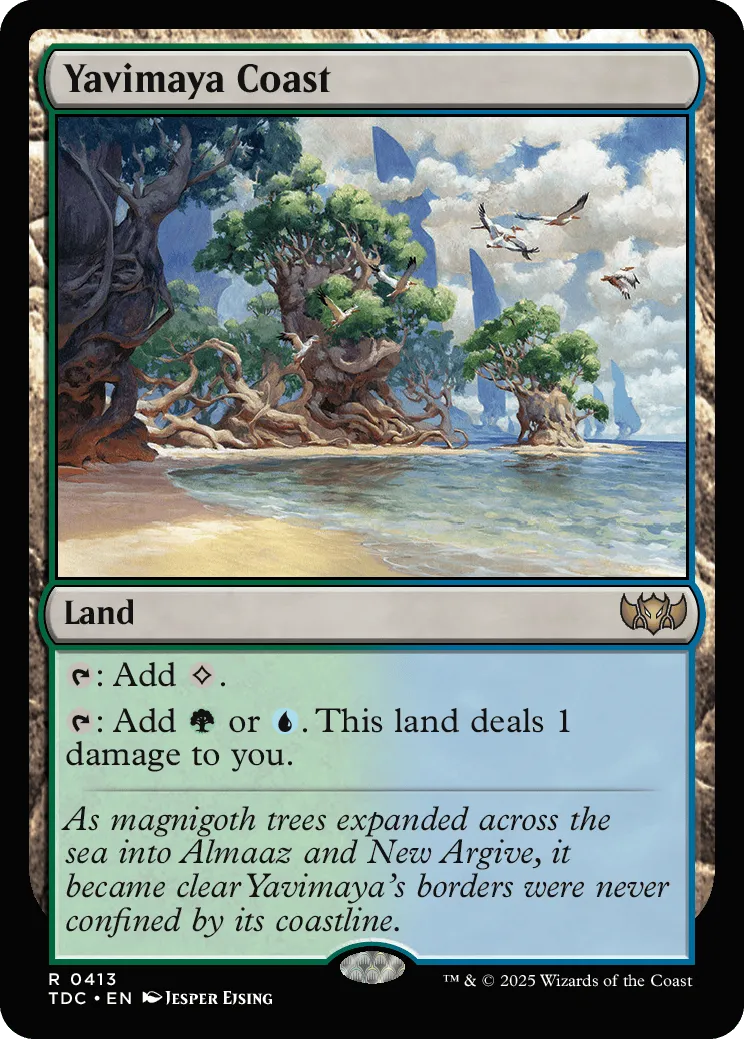 Yavimaya Coast
Land
: Add .
: Add or . This land deals 1
damage to you.
As magnigoth trees expanded across the
sea into Almaaz and New Argive, it
became clear Yavimaya's borders were never
confined by its coastline.
R 0413
TDC • EN Jesper Ejsing
™ & © 2025 Wizards of the Coast